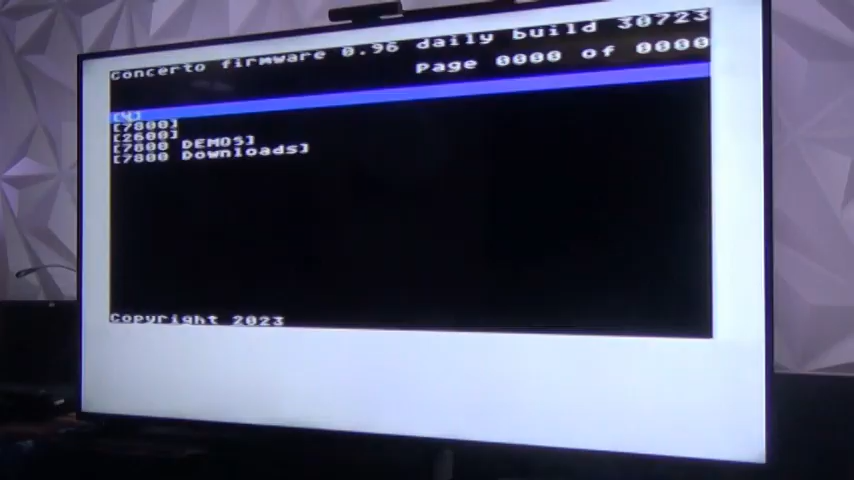 Concerto firmware 0.96 daily build 30723
Page 0000 of 0000
[7800]
[2600]
[7800 DEMOS]
[7800 Downloads]
Copyright 2023